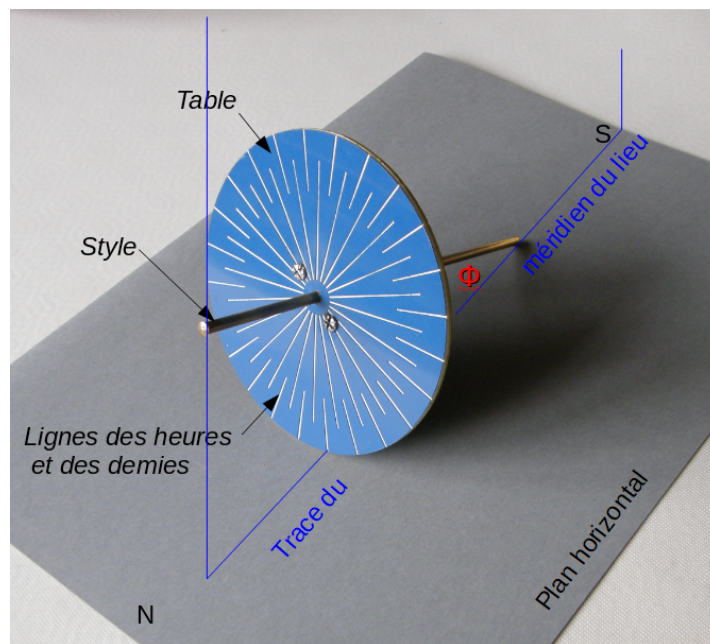 Table
S
méridien du lieu
Style
Φ
Lignes des heures
et des demies
Trace du
Plan horizontal
N